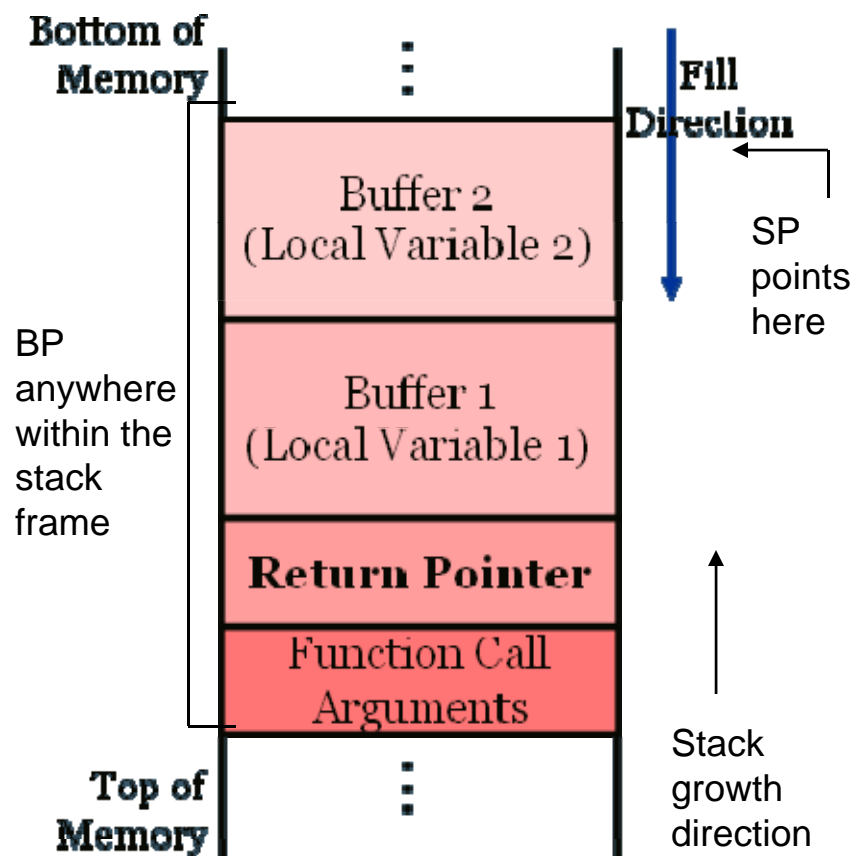 Bottom of
Memory
Fill
Direction
Buffer 2
(Local Variable 2)
SP
points
here
BP
anywhere
within the
stack
frame
Buffer 1
(Local Variable 1)
Return Pointer
Function Call
Arguments
Stack
growth
direction
Top of
Memory